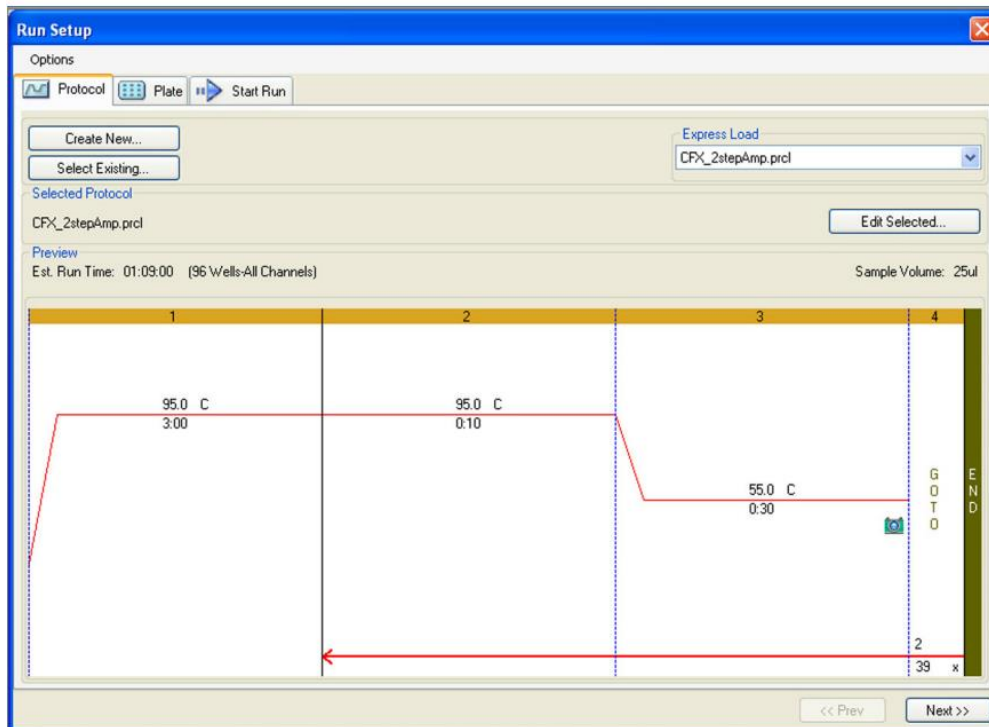 Run Setup
Options
Protocol Plate Start Run
Create New...
Select Existing...
Express Load
CFX_2stepAmp.prcl
Selected Protocol
CFX_2stepAmp.prcl
Edit Selected...
Preview
Est. Run Time: 01:09:00 (96 Wells-All Channels) Sample Volume: 25ul
1 2 3 4
95.0 C 95.0 C
3:00 0:10
55.0 C
0:30
GOTO
END
2
39 x
<< Prev Next >>